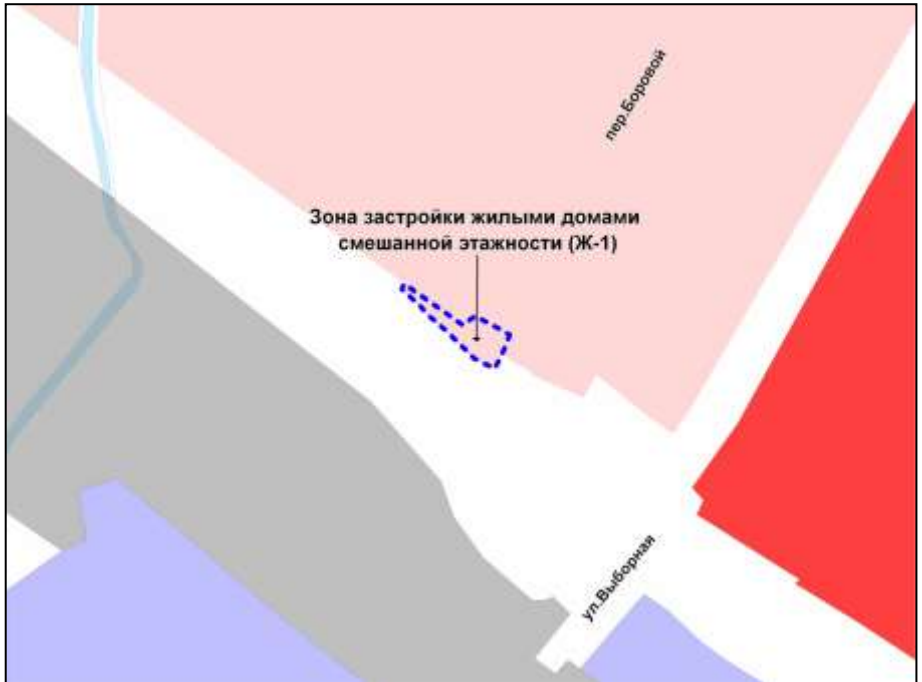 пер.Боровой
Зона застройки жилыми домами
смешанной этажности (Ж-1)
ул.Выборная